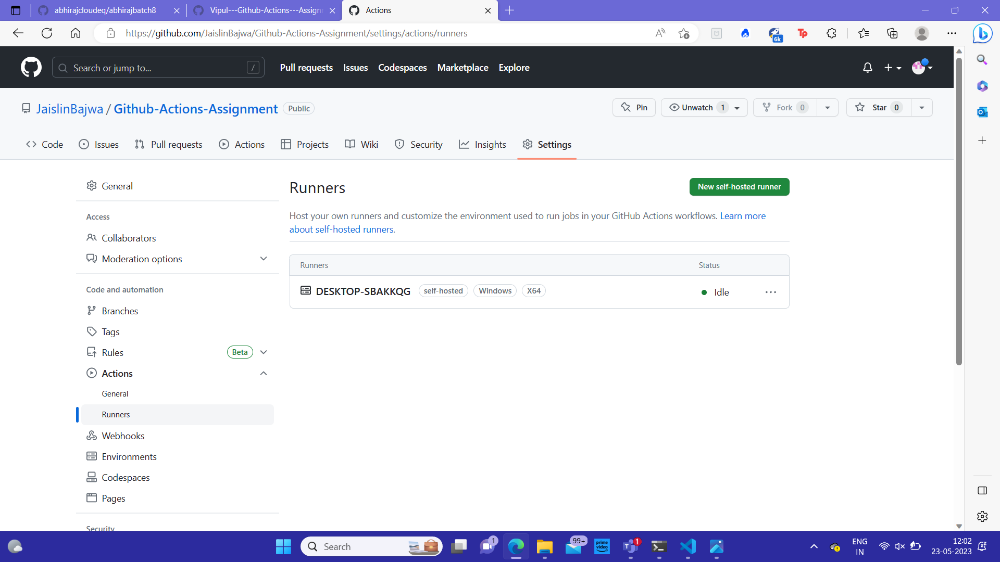 abhirajcloudeq/abhirajbatch8
Vipul---Github-Actions---Assign
Actions
https://github.com/JaislinBajwa/Github-Actions-Assignment/settings/actions/runners
6k
Tp
Search or jump to...
/
Pull requests
Issues
Codespaces
Marketplace
Explore
JaislinBajwa / Github-Actions-Assignment
Public
Pin
Unwatch 1
Fork 0
Star 0
Code
Issues
Pull requests
Actions
Projects
Wiki
Security
Insights
Settings
General
Access
Collaborators
Moderation options
Code and automation
Branches
Tags
Rules
Beta
Actions
General
Runners
Webhooks
Environments
Codespaces
Pages
Security
Runners
New self-hosted runner
Host your own runners and customize the environment used to run jobs in your GitHub Actions workflows. Learn more
about self-hosted runners.
Runners
Status
DESKTOP-SBAKKQG
self-hosted
Windows
X64
Idle
Search
1
99+
prime
video
1
ENG
IN
12:02
23-05-2023